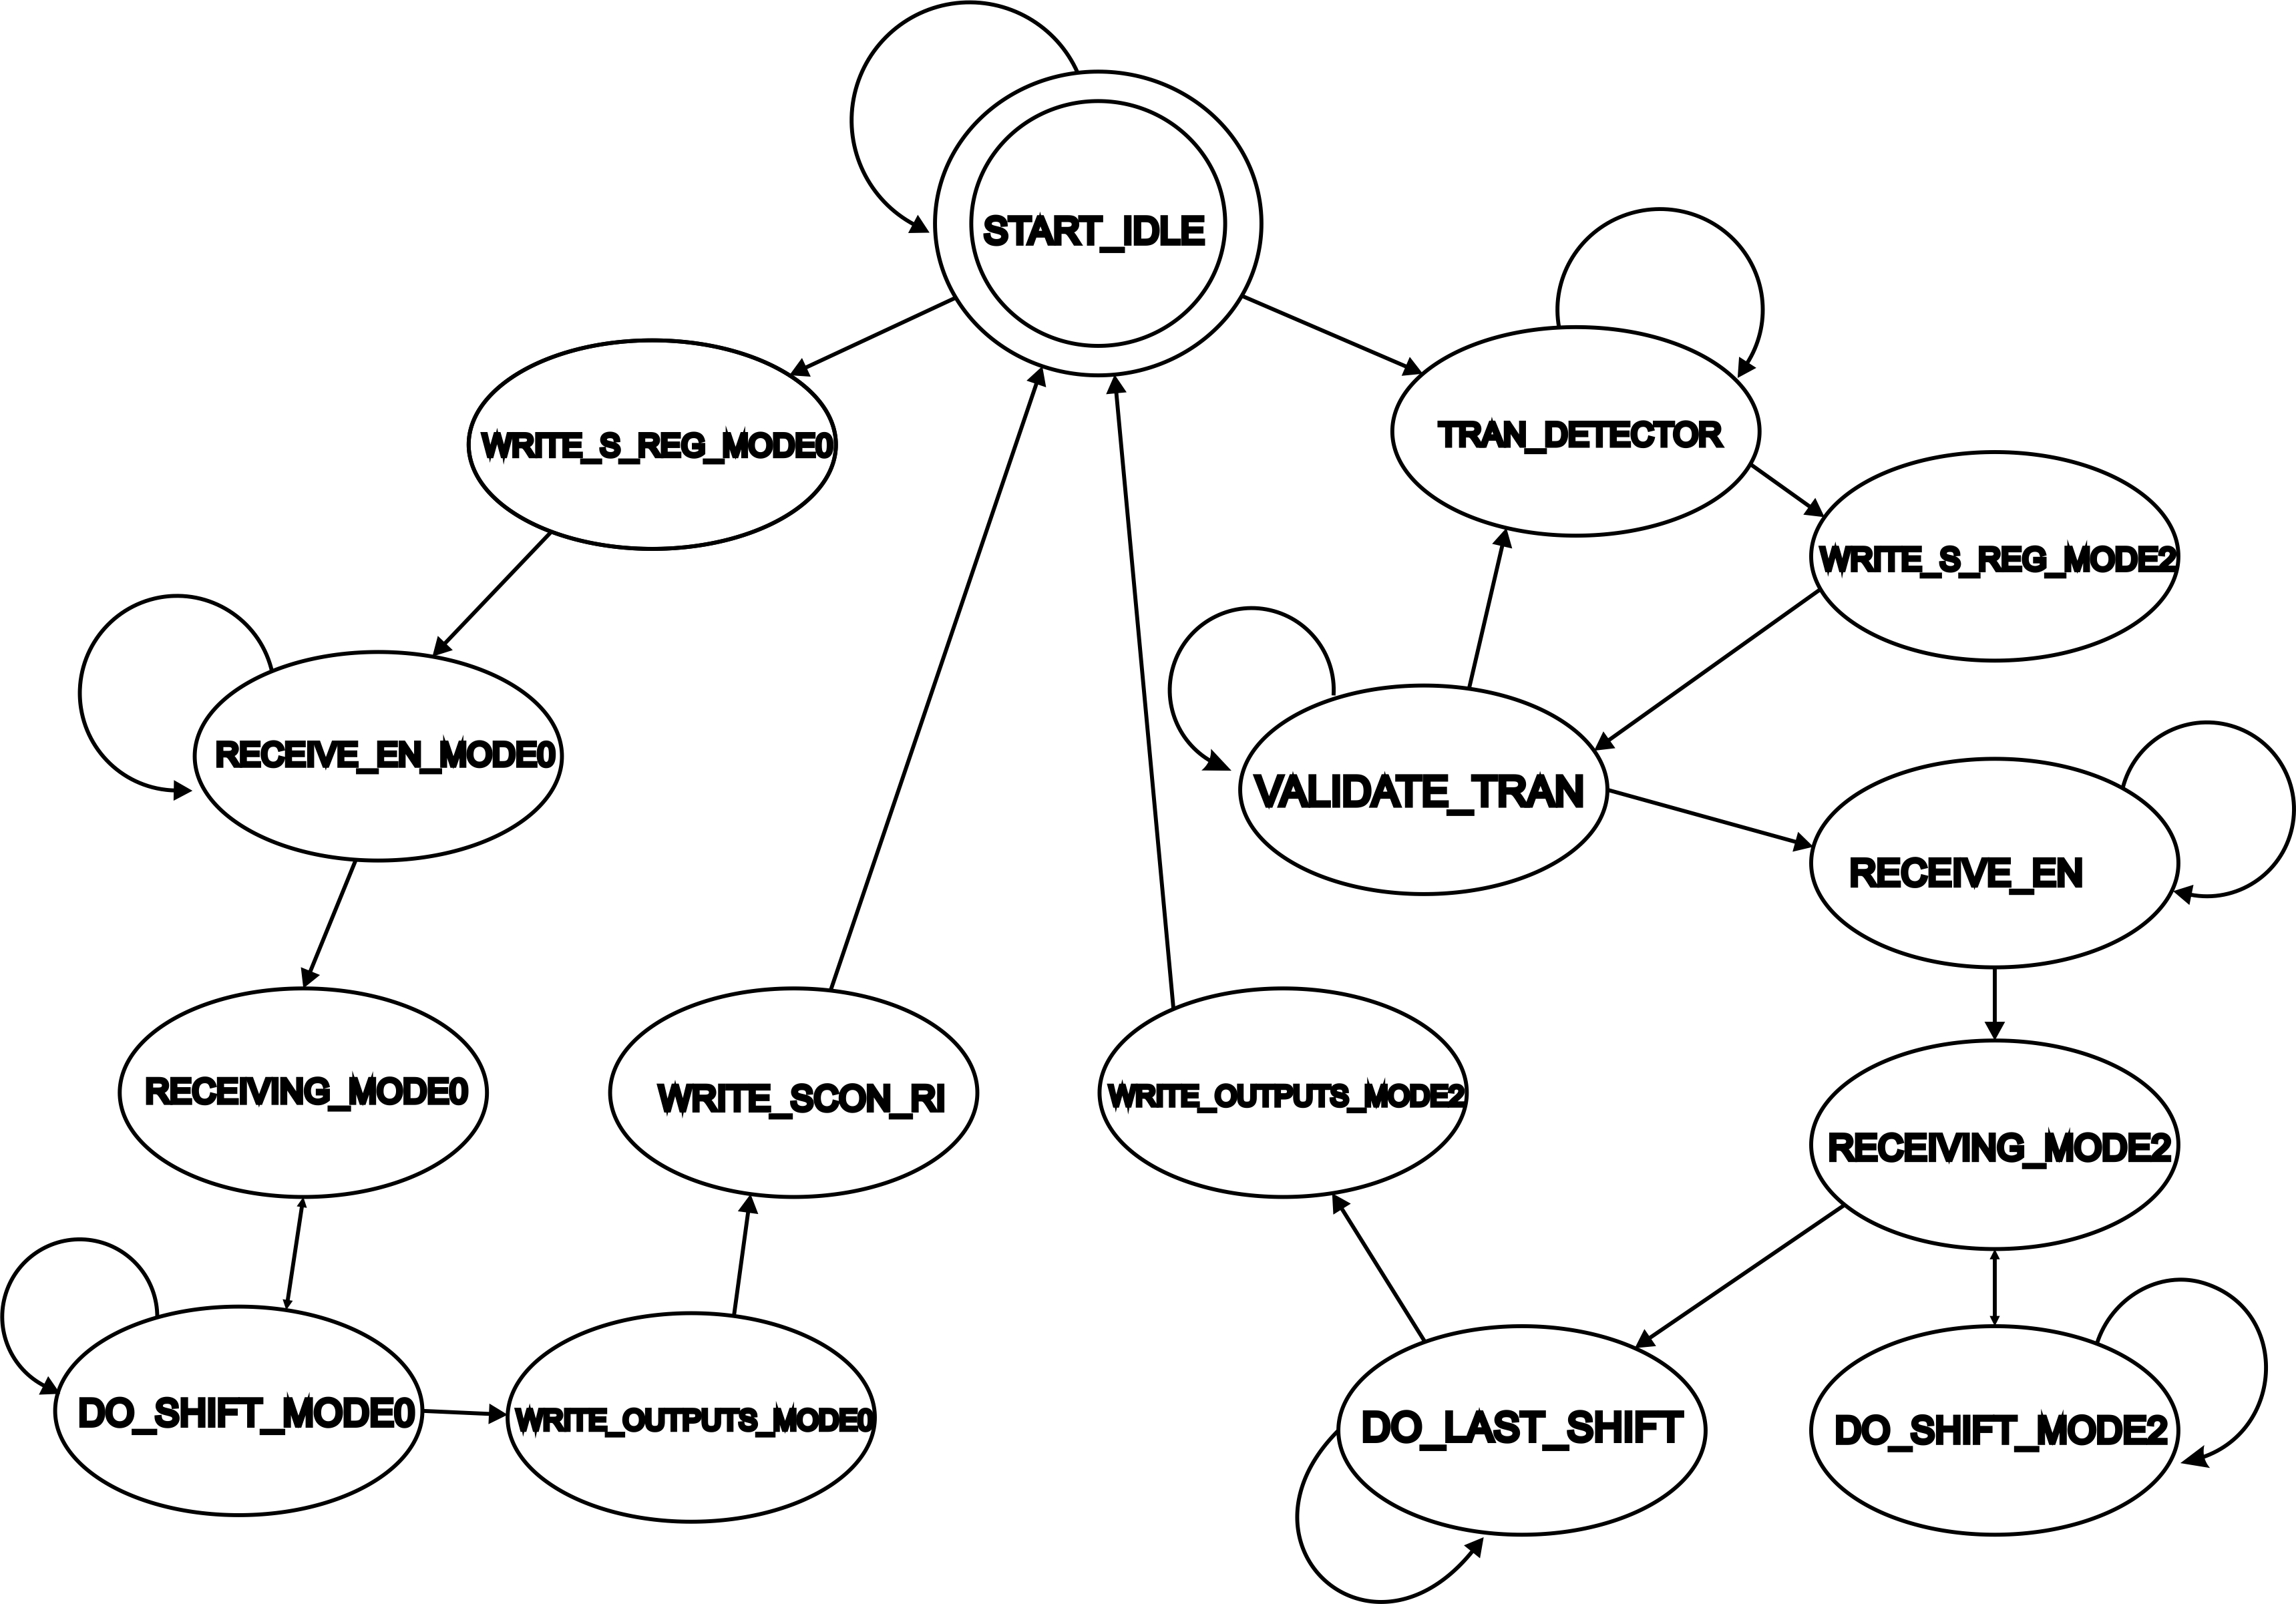 START_IDLE
TRAN_DETECTOR
WRITE_S_REG_MODE0
WRITE_S_REG_MODE2
RECEIVE_EN_MODE0
VALIDATE_TRAN
RECEIVE_EN
RECEIVING_MODE0
WRITE_SCON_RI
WRITE_OUTPUTS_MODE2
RECEIVING_MODE2
DO_SHIFT_MODE0
WRITE_OUTPUTS_MODE0
DO_LAST_SHIFT
DO_SHIFT_MODE2